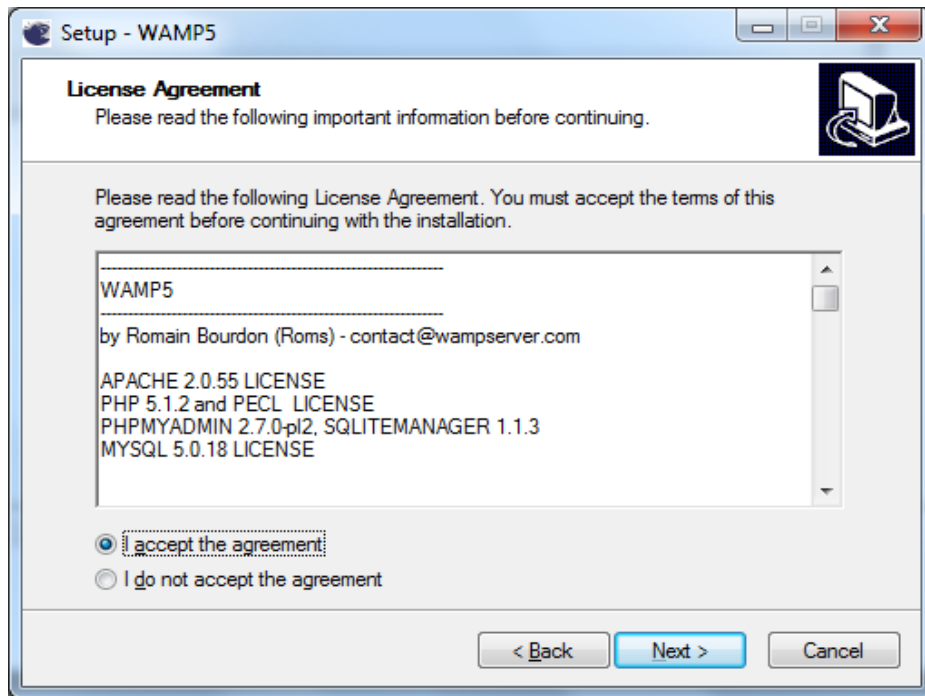 Setup - WAMP5
License Agreement
Please read the following important information before continuing.
Please read the following License Agreement. You must accept the terms of this
agreement before continuing with the installation.
------------------------------------------------------------
WAMP5
------------------------------------------------------------
by Romain Bourdon (Roms) - contact@wampserver.com
APACHE 2.0.55 LICENSE
PHP 5.1.2 and PECL  LICENSE
PHPMYADMIN 2.7.0-pl2, SQLITEMANAGER 1.1.3
MYSQL 5.0.18 LICENSE
I accept the agreement
I do not accept the agreement
< Back Next > Cancel